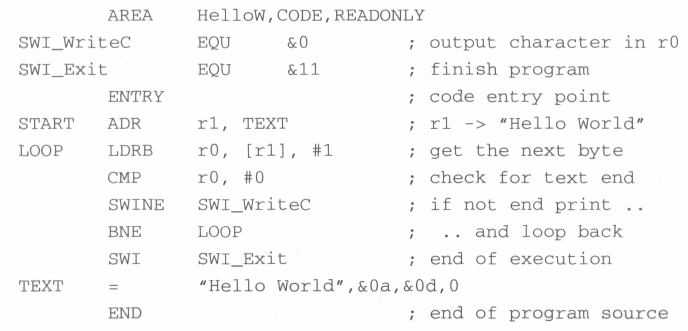 AREA HelloW,CODE,READONLY
SWI_WriteC EQU &0 ; output character in r0
SWI_Exit EQU &11 ; finish program
ENTRY ; code entry point
START ADR r1, TEXT ; r1 -> "Hello World"
LOOP LDRB r0, [r1], #1 ; get the next byte
CMP r0, #0 ; check for text end
SWINE SWI_WriteC ; if not end print ..
BNE LOOP ; .. and loop back
SWI SWI_Exit ; end of execution
TEXT = "Hello World",&0a,&0d,0
END ; end of program source